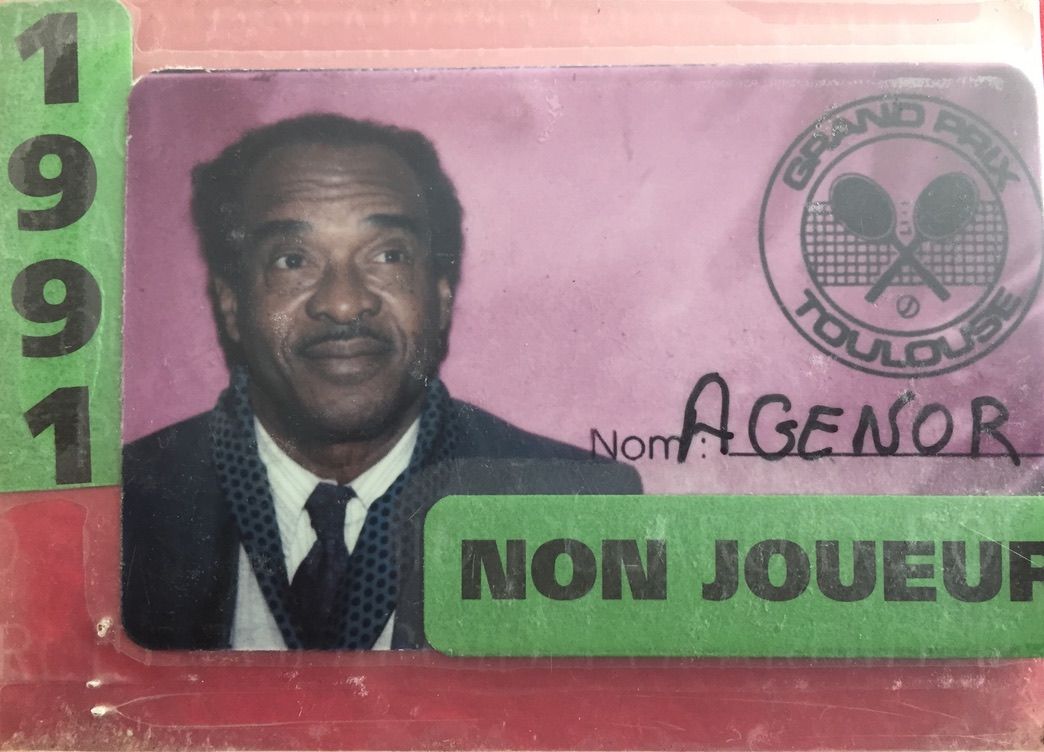 1991
GRAND PRIX
TOULOUSE
Nom: AGENOR
NON JOUEUR